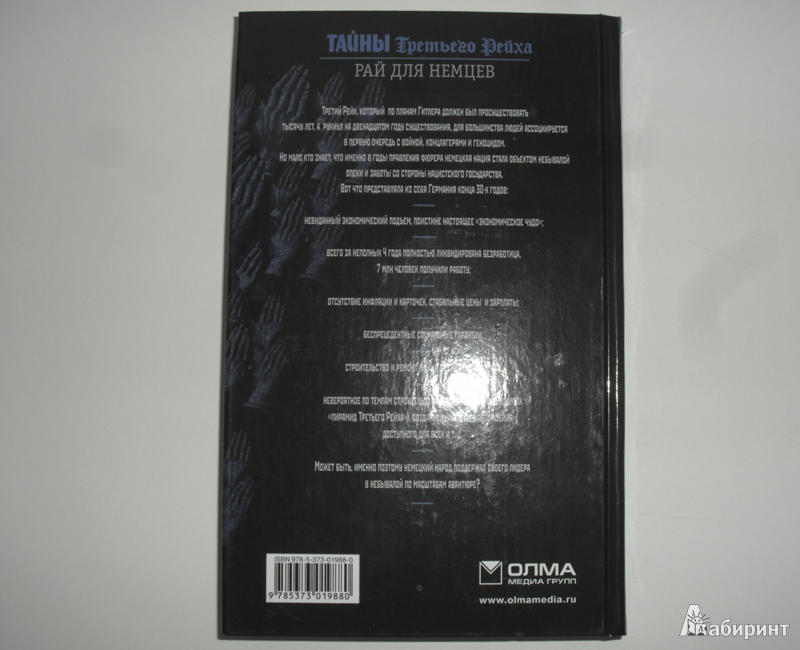 ТАЙНЫ Третьего Рейха
РАЙ ДЛЯ НЕМЦЕВ
Третий Рейх, который по планам Гитлера должен был просуществовать
тысячу лет, а рухнул на двенадцатом году существования, для большинства людей ассоциируется
в первую очередь с войной, концлагерями и геноцидом.
Но мало кто знает, что именно в годы правления фюрера немецкая нация стала объектом небывалой
опеки и заботы со стороны нацистского государства.
Вот что представляла из себя Германия конца 30-х годов:
невиданный экономический подъем, поистине настоящее «экономическое чудо»;
всего за неполных 4 года полностью ликвидирована безработица,
7 млн человек получили работу;
отсутствие инфляции и карточек, стабильные цены и зарплаты;
беспрецедентные социальные гарантии
строительство и
невероятное по темпам
«пирамид Третьего Рейха»),
доступного для всех и
Может быть, именно поэтому немецкий народ поддержал своего лидера
в небывалой по масштабам авантюре?
ISBN 978-5-373-01988-0
9 785373 019880
ОЛМА
МЕДИА ГРУПП
www.olmamedia.ru
Лабиринт